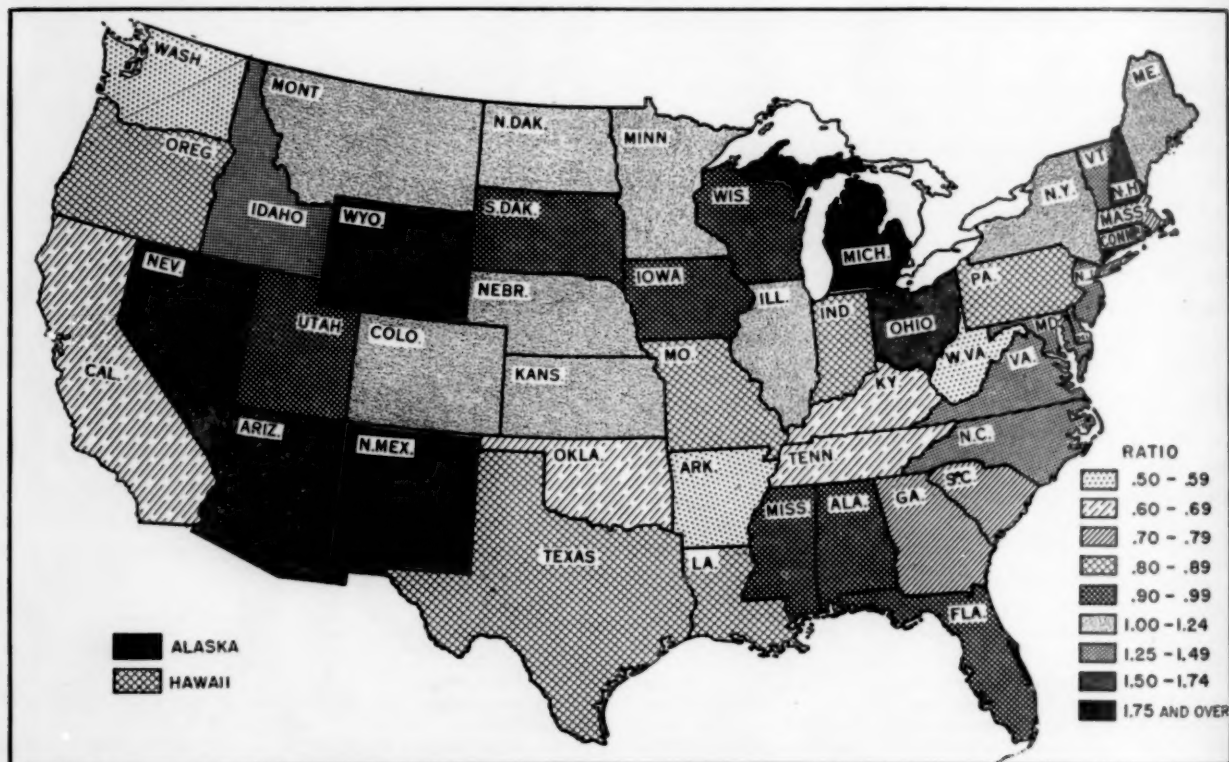 WASH.
MONT.
N.DAK.
MINN.
ME.
OREG.
IDAHO
WYO.
S.DAK.
WIS.
MICH.
N.Y.
VT.
N.H.
MASS.
CONN.
NEV.
UTAH
COLO.
NEBR.
IOWA
ILL.
IND.
OHIO
PA.
N.J.
MD.
CAL.
KANS.
MO.
KY.
W.VA.
VA.
ARIZ.
N.MEX.
OKLA.
ARK.
TENN.
N.C.
S.C.
TEXAS
LA.
MISS.
ALA.
GA.
FLA.
ALASKA
HAWAII
RATIO
.50 - .59
.60 - .69
.70 - .79
.80 - .89
.90 - .99
1.00 - 1.24
1.25 - 1.49
1.50 - 1.74
1.75 AND OVER